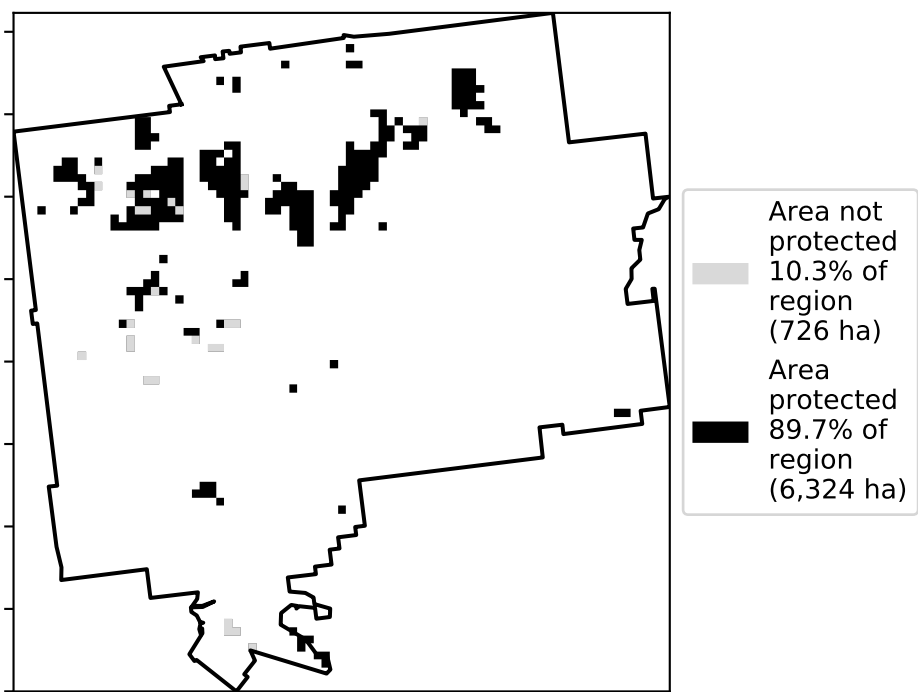 Area not
protected
10.3% of
region
(726 ha)
Area
protected
89.7% of
region
(6,324 ha)